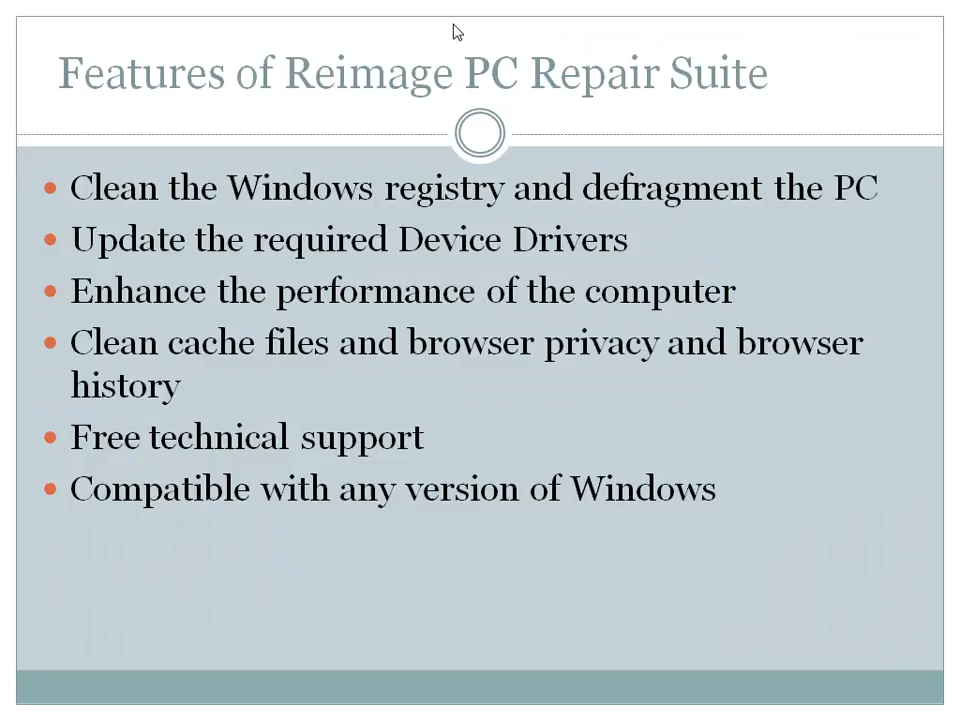 Features of Reimage PC Repair Suite
Clean the Windows registry and defragment the PC
Update the required Device Drivers
Enhance the performance of the computer
Clean cache files and browser privacy and browser
history
Free technical support
Compatible with any version of Windows